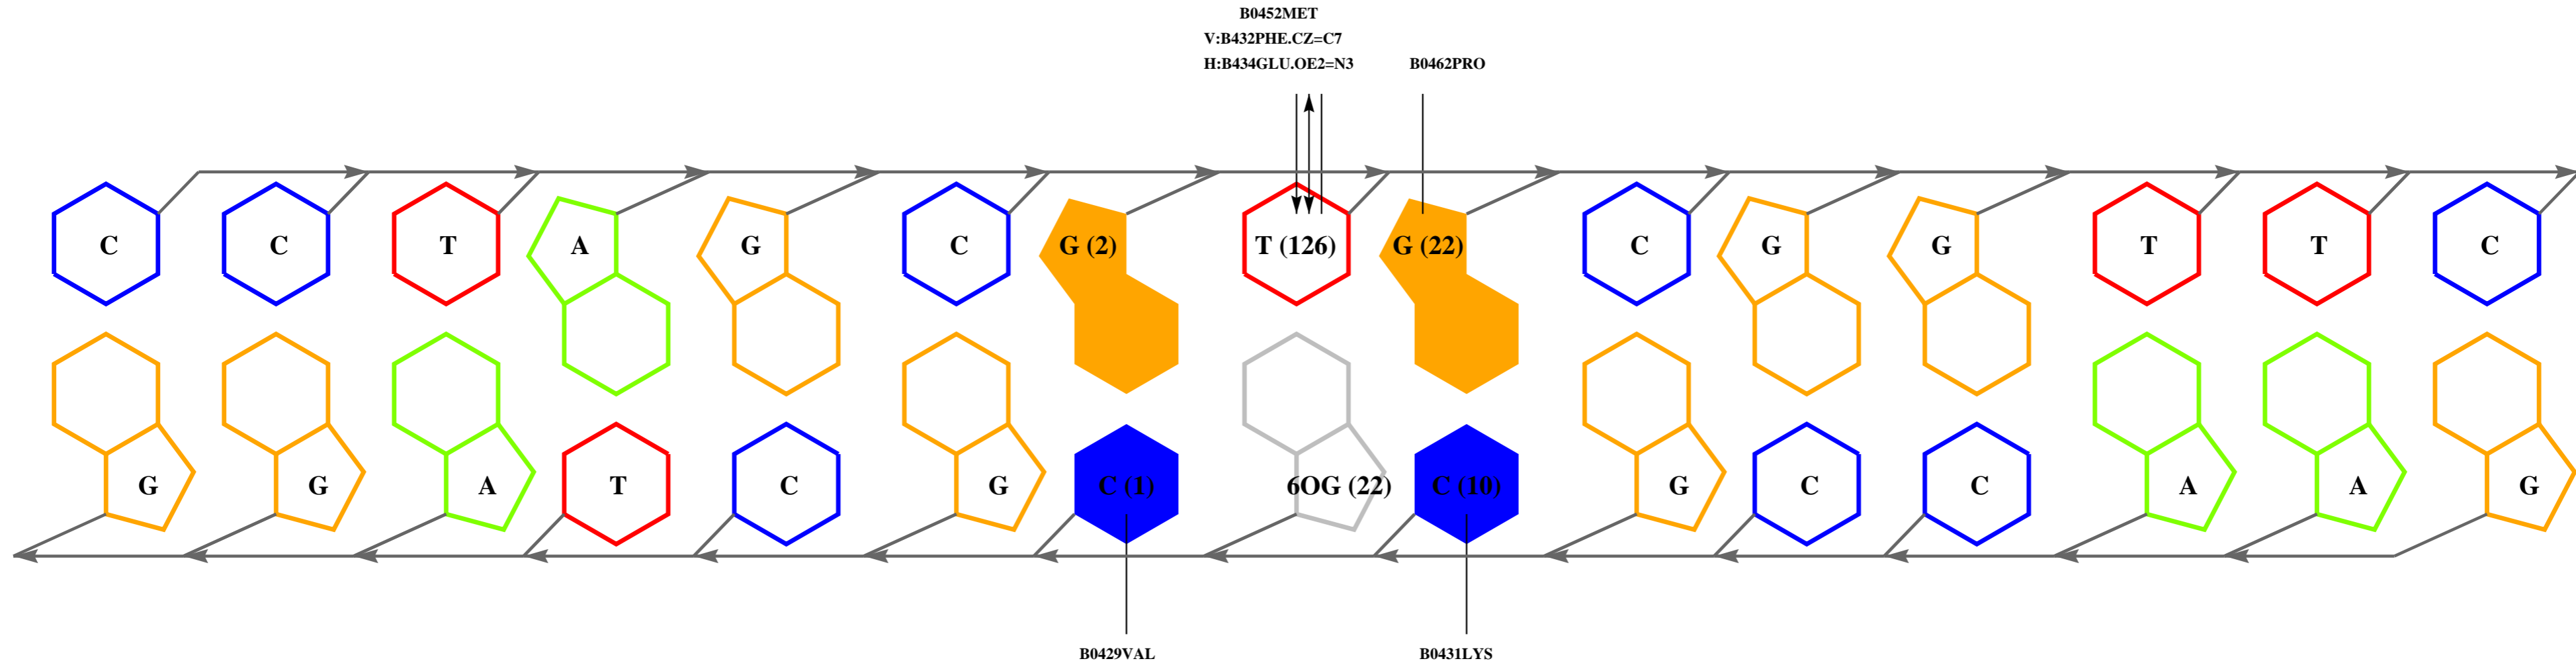 B0452MET
V:B432PHE.CZ=C7
H:B434GLU.OE2=N3 B0462PRO
C C T A G C G (2) T (126) G (22) C G G T T C
G G A T C G C (1) 6OG (22) C (10) G C C A A G
B0429VAL B0431LYS